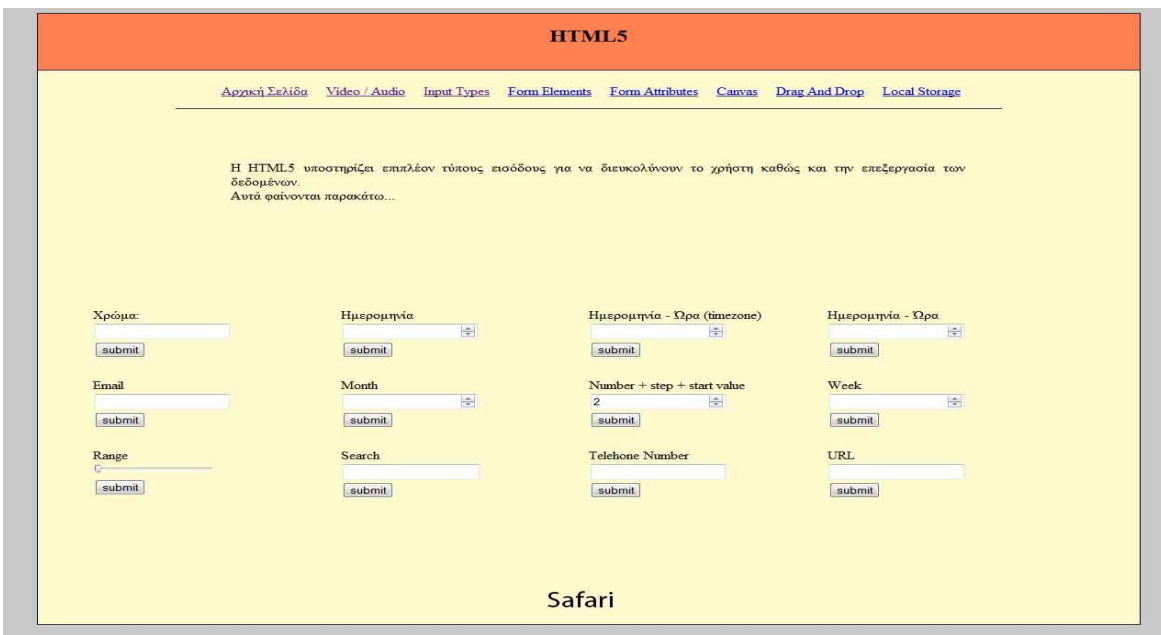 HTML5
Αρχική Σελίδα Video / Audio Input Types Form Elements Form Attributes Canvas Drag And Drop Local Storage
Η HTML5 υποστηρίζει επιπλέον τύπους εισόδους για να διευκολύνουν το χρήστη καθώς και την επεξεργασία των
δεδομένων.
Αυτά φαίνονται παρακάτω...
Χρώμα: Ημερομηνία Ημερομηνία - Ώρα (timezone) Ημερομηνία - Ώρα
submit submit submit submit
Email Month Number + step + start value Week
2
submit submit submit submit
Range Search Telehone Number URL
submit submit submit submit
Safari